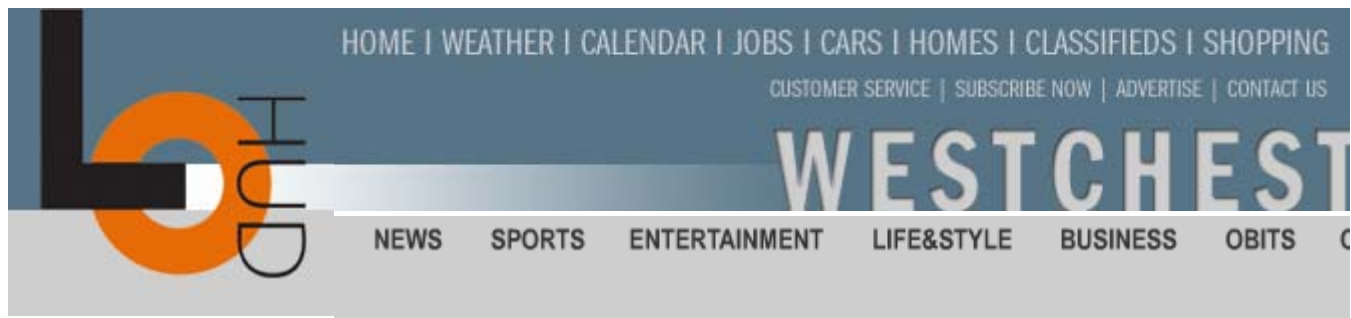 HOME | WEATHER | CALENDAR | JOBS | CARS | HOMES | CLASSIFIEDS | SHOPPING
CUSTOMER SERVICE | SUBSCRIBE NOW | ADVERTISE | CONTACT US
LO
HUD
WESTCHEST
NEWS SPORTS ENTERTAINMENT LIFE&STYLE BUSINESS OBITS